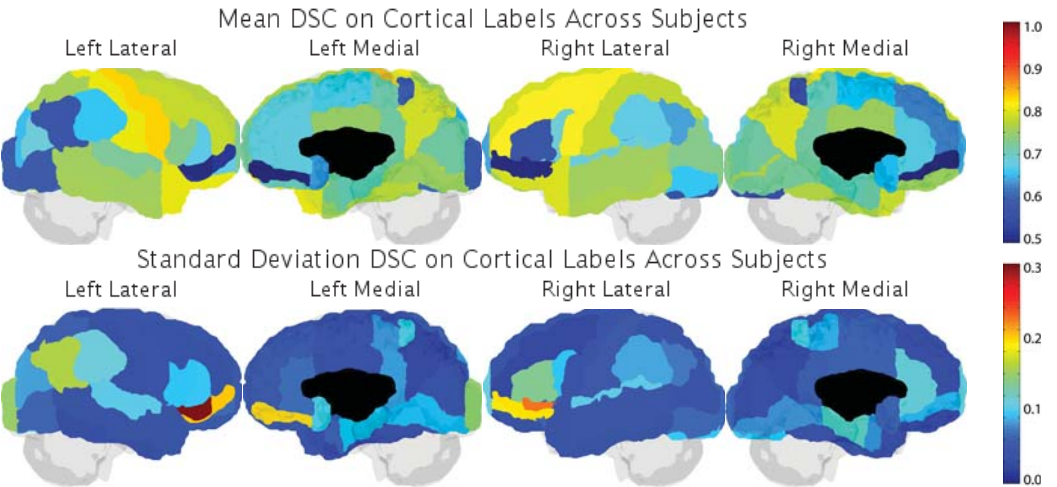 Mean DSC on Cortical Labels Across Subjects
Left Lateral Left Medial Right Lateral Right Medial
1.0
0.9
0.8
0.7
0.6
0.5
Standard Deviation DSC on Cortical Labels Across Subjects
Left Lateral Left Medial Right Lateral Right Medial
0.3
0.2
0.1
0.0